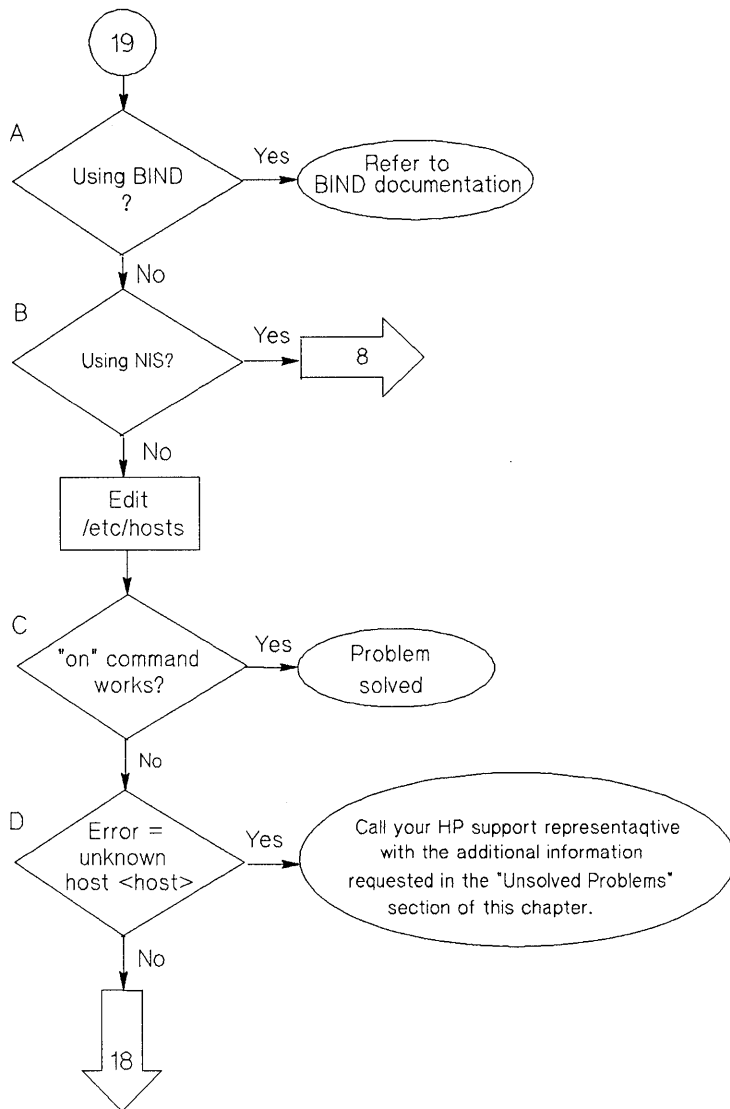 19
A
Using BIND
?
Yes
Refer to
BIND documentation
No
B
Using NIS?
Yes
8
No
Edit
/etc/hosts
C
"on" command
works?
Yes
Problem
solved
No
D
Error =
unknown
host <host>
Yes
Call your HP support representaqtive
with the additional information
requested in the "Unsolved Problems"
section of this chapter.
No
18